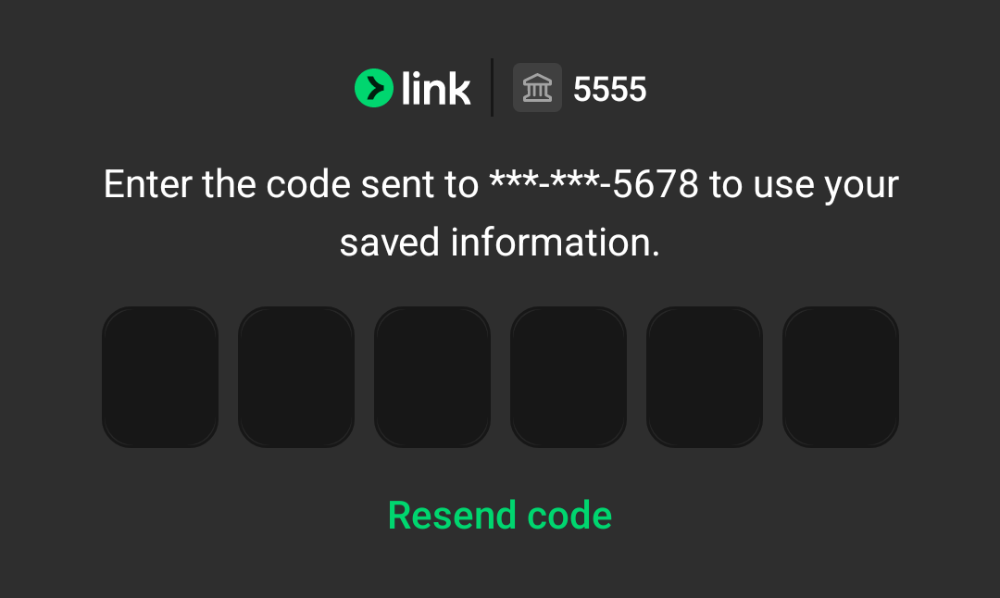 link 5555
Enter the code sent to ***-***-5678 to use your
saved information.
Resend code